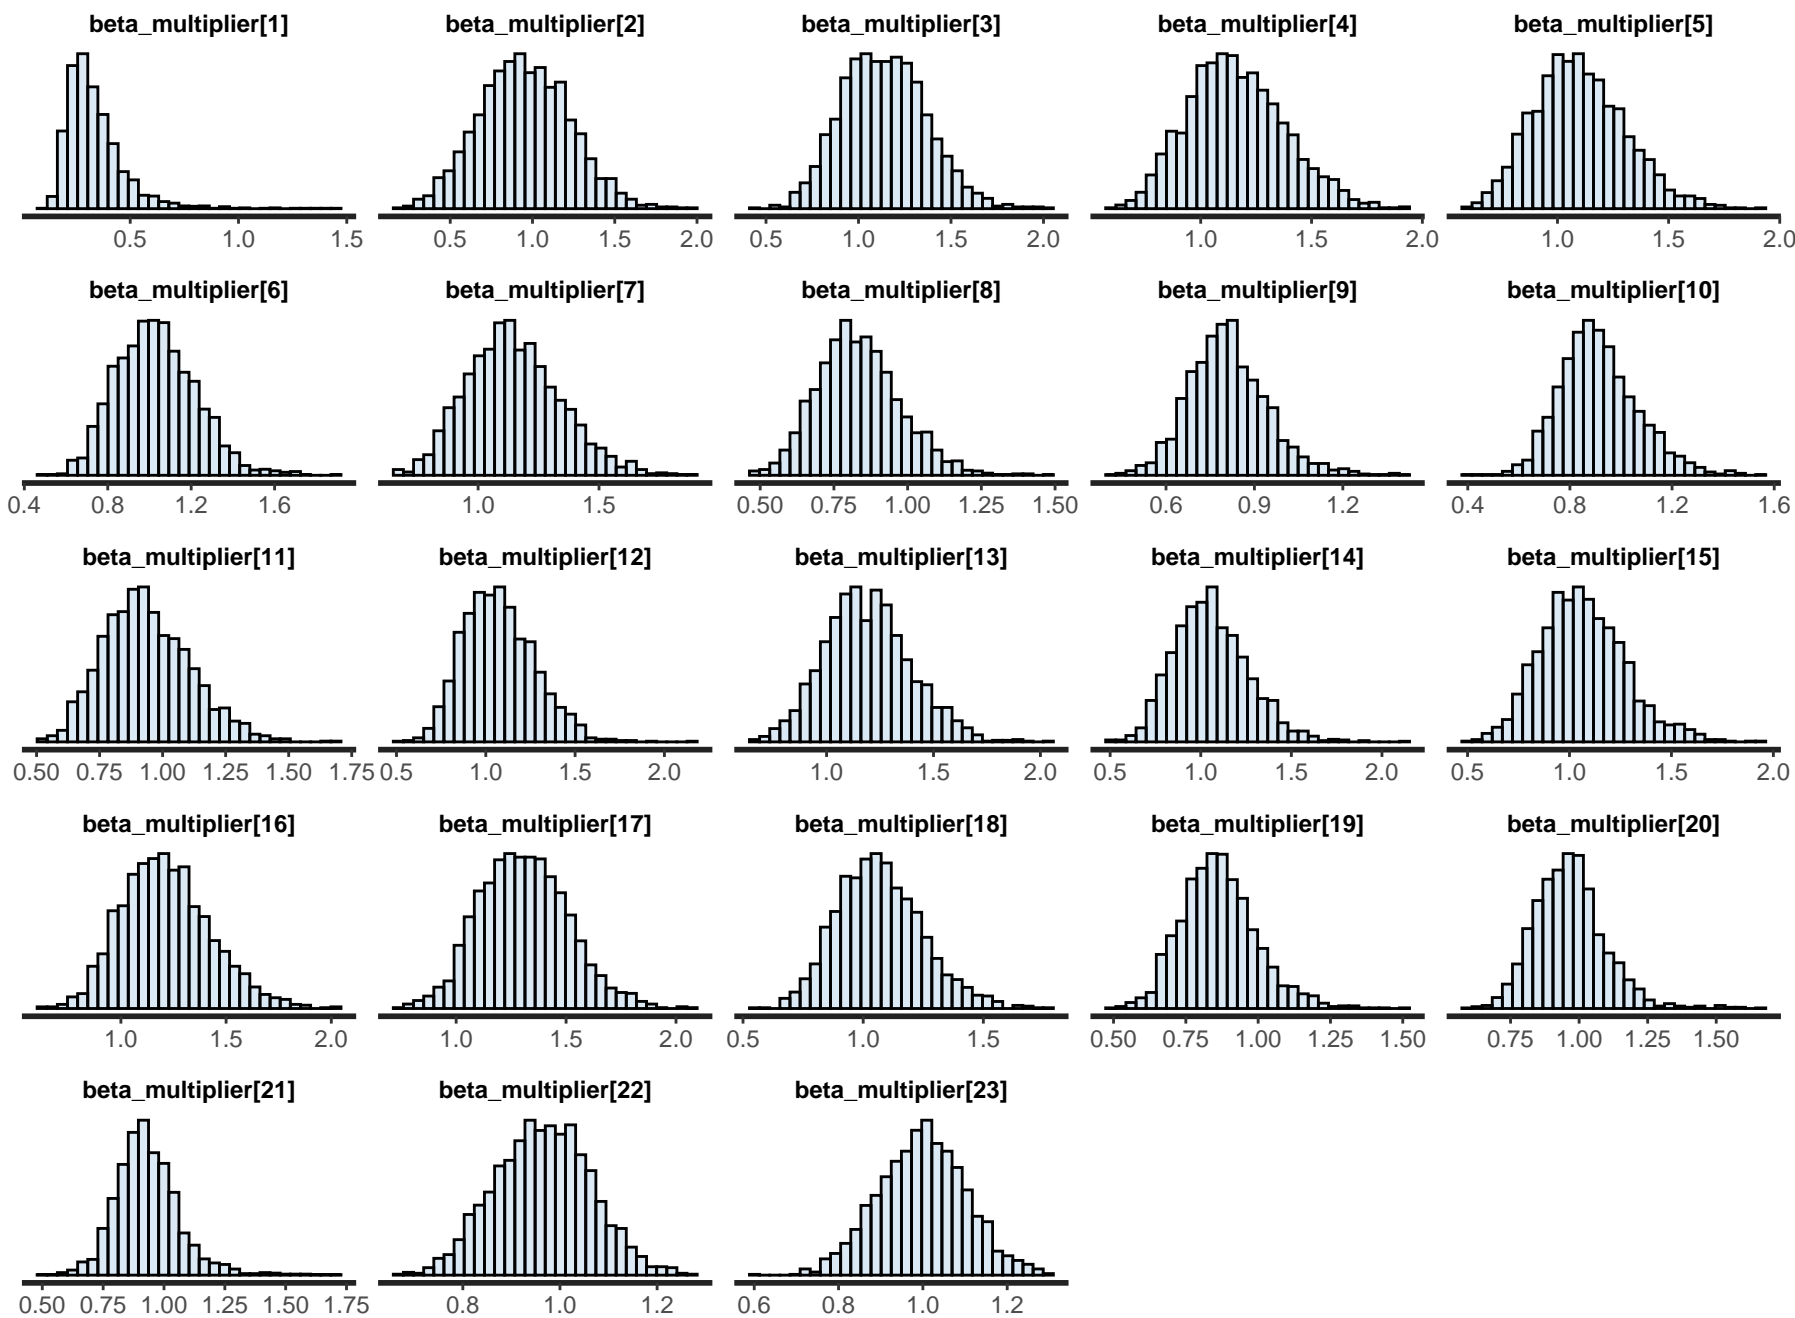 beta_multiplier[1] beta_multiplier[2] beta_multiplier[3] beta_multiplier[4] beta_multiplier[5]
0.5 1.0 1.5 0.5 1.0 1.5 2.0 0.5 1.0 1.5 2.0 1.0 1.5 2.0 1.0 1.5 2.0
beta_multiplier[6] beta_multiplier[7] beta_multiplier[8] beta_multiplier[9] beta_multiplier[10]
0.4 0.8 1.2 1.6 1.0 1.5 0.50 0.75 1.00 1.25 1.50 0.6 0.9 1.2 0.4 0.8 1.2 1.6
beta_multiplier[11] beta_multiplier[12] beta_multiplier[13] beta_multiplier[14] beta_multiplier[15]
0.50 0.75 1.00 1.25 1.50 1.75 0.5 1.0 1.5 2.0 1.0 1.5 2.0 0.5 1.0 1.5 2.0 0.5 1.0 1.5 2.0
beta_multiplier[16] beta_multiplier[17] beta_multiplier[18] beta_multiplier[19] beta_multiplier[20]
1.0 1.5 2.0 1.0 1.5 2.0 0.5 1.0 1.5 0.50 0.75 1.00 1.25 1.50 0.75 1.00 1.25 1.50
beta_multiplier[21] beta_multiplier[22] beta_multiplier[23]
0.50 0.75 1.00 1.25 1.50 1.75 0.8 1.0 1.2 0.6 0.8 1.0 1.2